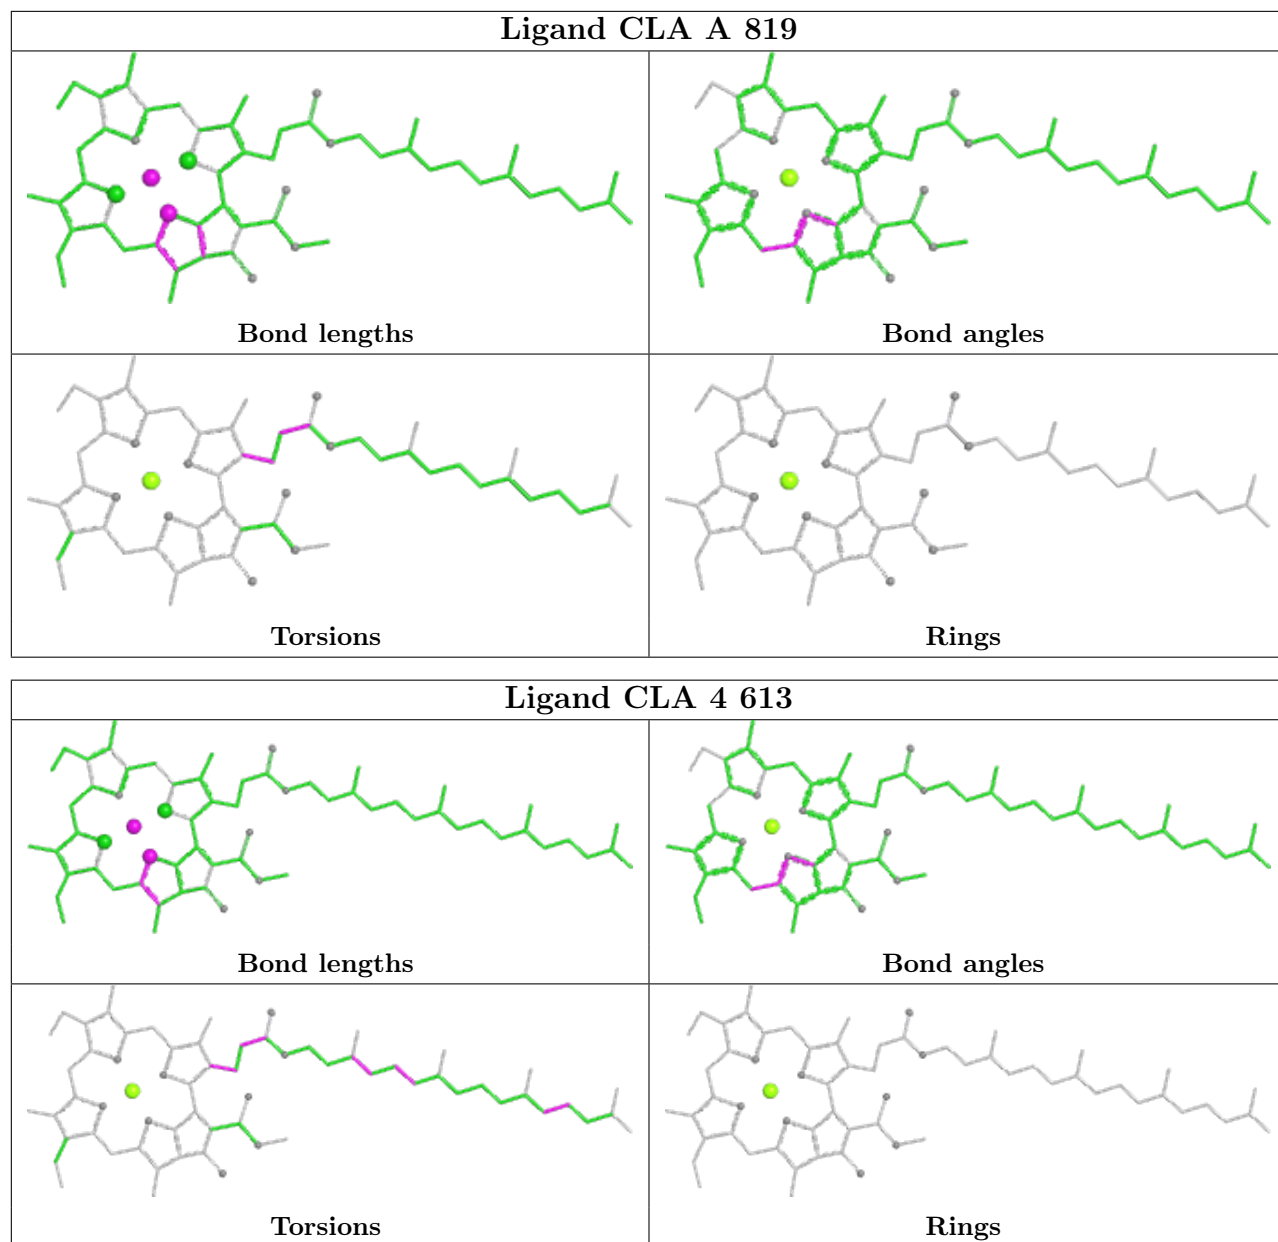 Ligand CLA A 819
Bond lengths
Bond angles
Torsions
Rings
Ligand CLA 4 613
Bond lengths
Bond angles
Torsions
Rings